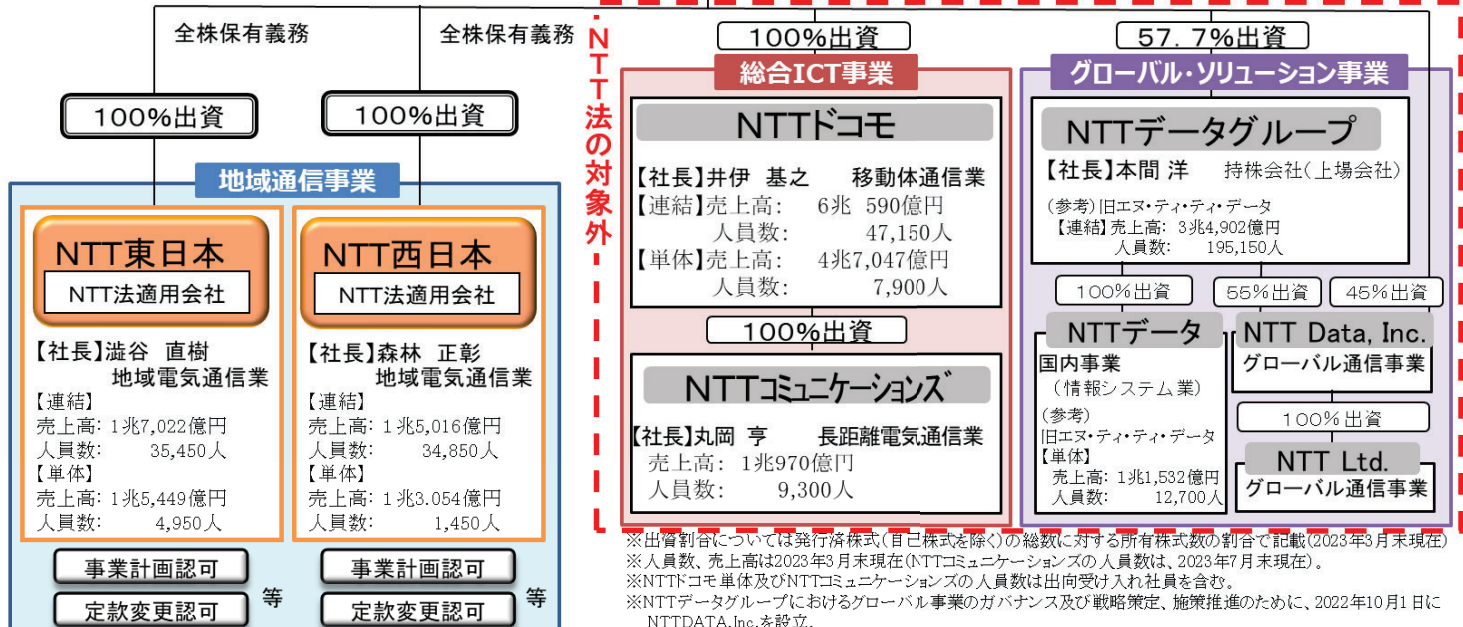 全株保有義務
全株保有義務
100%出資
100%出資
地域通信事業
NTT東日本
NTT法適用会社
【社長】澁谷 直樹
地域電気通信業
【連結】
売上高: 1兆7,022億円
人員数: 35,450人
【単体】
売上高: 1兆5,449億円
人員数: 4,950人
事業計画認可
定款変更認可
等
NTT西日本
NTT法適用会社
【社長】森林 正彰
地域電気通信業
【連結】
売上高: 1兆5,016億円
人員数: 34,850人
【単体】
売上高: 1兆3.054億円
人員数: 1,450人
事業計画認可
定款変更認可
等
NTT法の対象外
100%出資
総合ICT事業
NTTドコモ
【社長】井伊 基之 移動体通信業
【連結】売上高: 6兆 590億円
人員数: 47,150人
【単体】売上高: 4兆7,047億円
人員数: 7,900人
100%出資
NTTコミュニケーションズ
【社長】丸岡 亨 長距離電気通信業
売上高: 1兆970億円
人員数: 9,300人
57.7%出資
グローバル・ソリューション事業
NTTデータグループ
【社長】本間 洋 持株会社(上場会社)
(参考)旧エヌ・ティ・ティ・データ
【連結】売上高: 3兆4,902億円
人員数: 195,150人
100%出資
55%出資
45%出資
NTTデータ
国内事業
(情報システム業)
(参考)
旧エヌ・ティ・ティ・データ
【単体】
売上高: 1兆1,532億円
人員数: 12,700人
NTT Data, Inc.
グローバル通信事業
100%出資
NTT Ltd.
グローバル通信事業
※出資割合については発行済株式(自己株式を除く)の総数に対する所有株式数の割合で記載(2023年3月末現在)
※人員数、売上高は2023年3月末現在(NTTコミュニケーションズの人員数は、2023年7月末現在)。
※NTTドコモ単体及びNTTコミュニケーションズの人員数は出向受け入れ社員を含む。
※NTTデータグループにおけるグローバル事業のガバナンス及び戦略策定、施策推進のために、2022年10月1日に
NTTDATA,Inc.を設立。